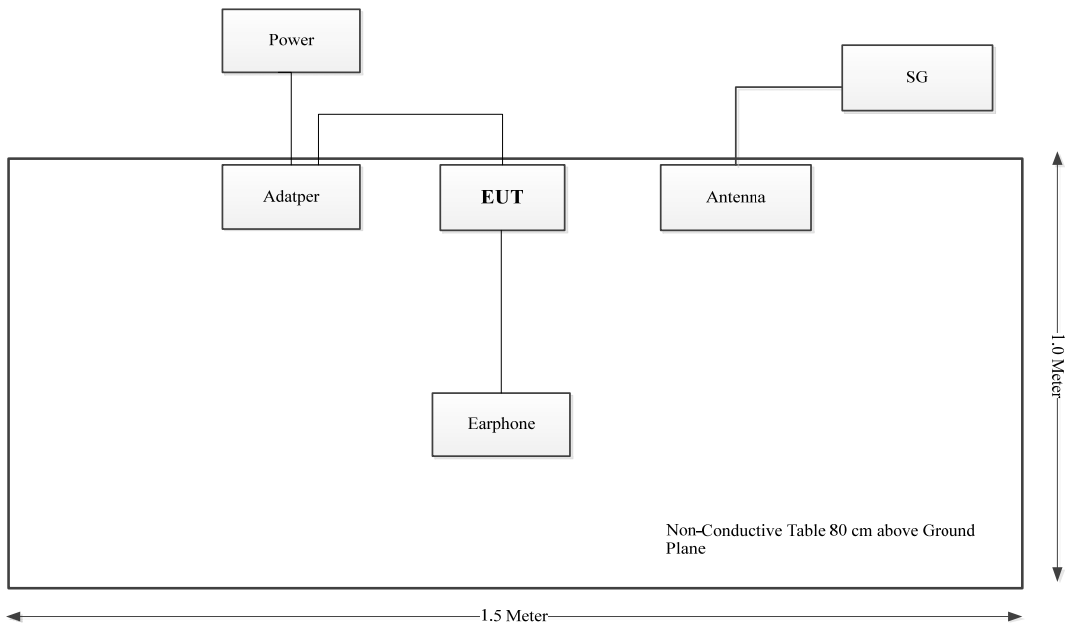 Power
SG
Adatper
EUT
Antenna
Earphone
1.0 Meter
Non-Conductive Table 80 cm above Ground
Plane
1.5 Meter